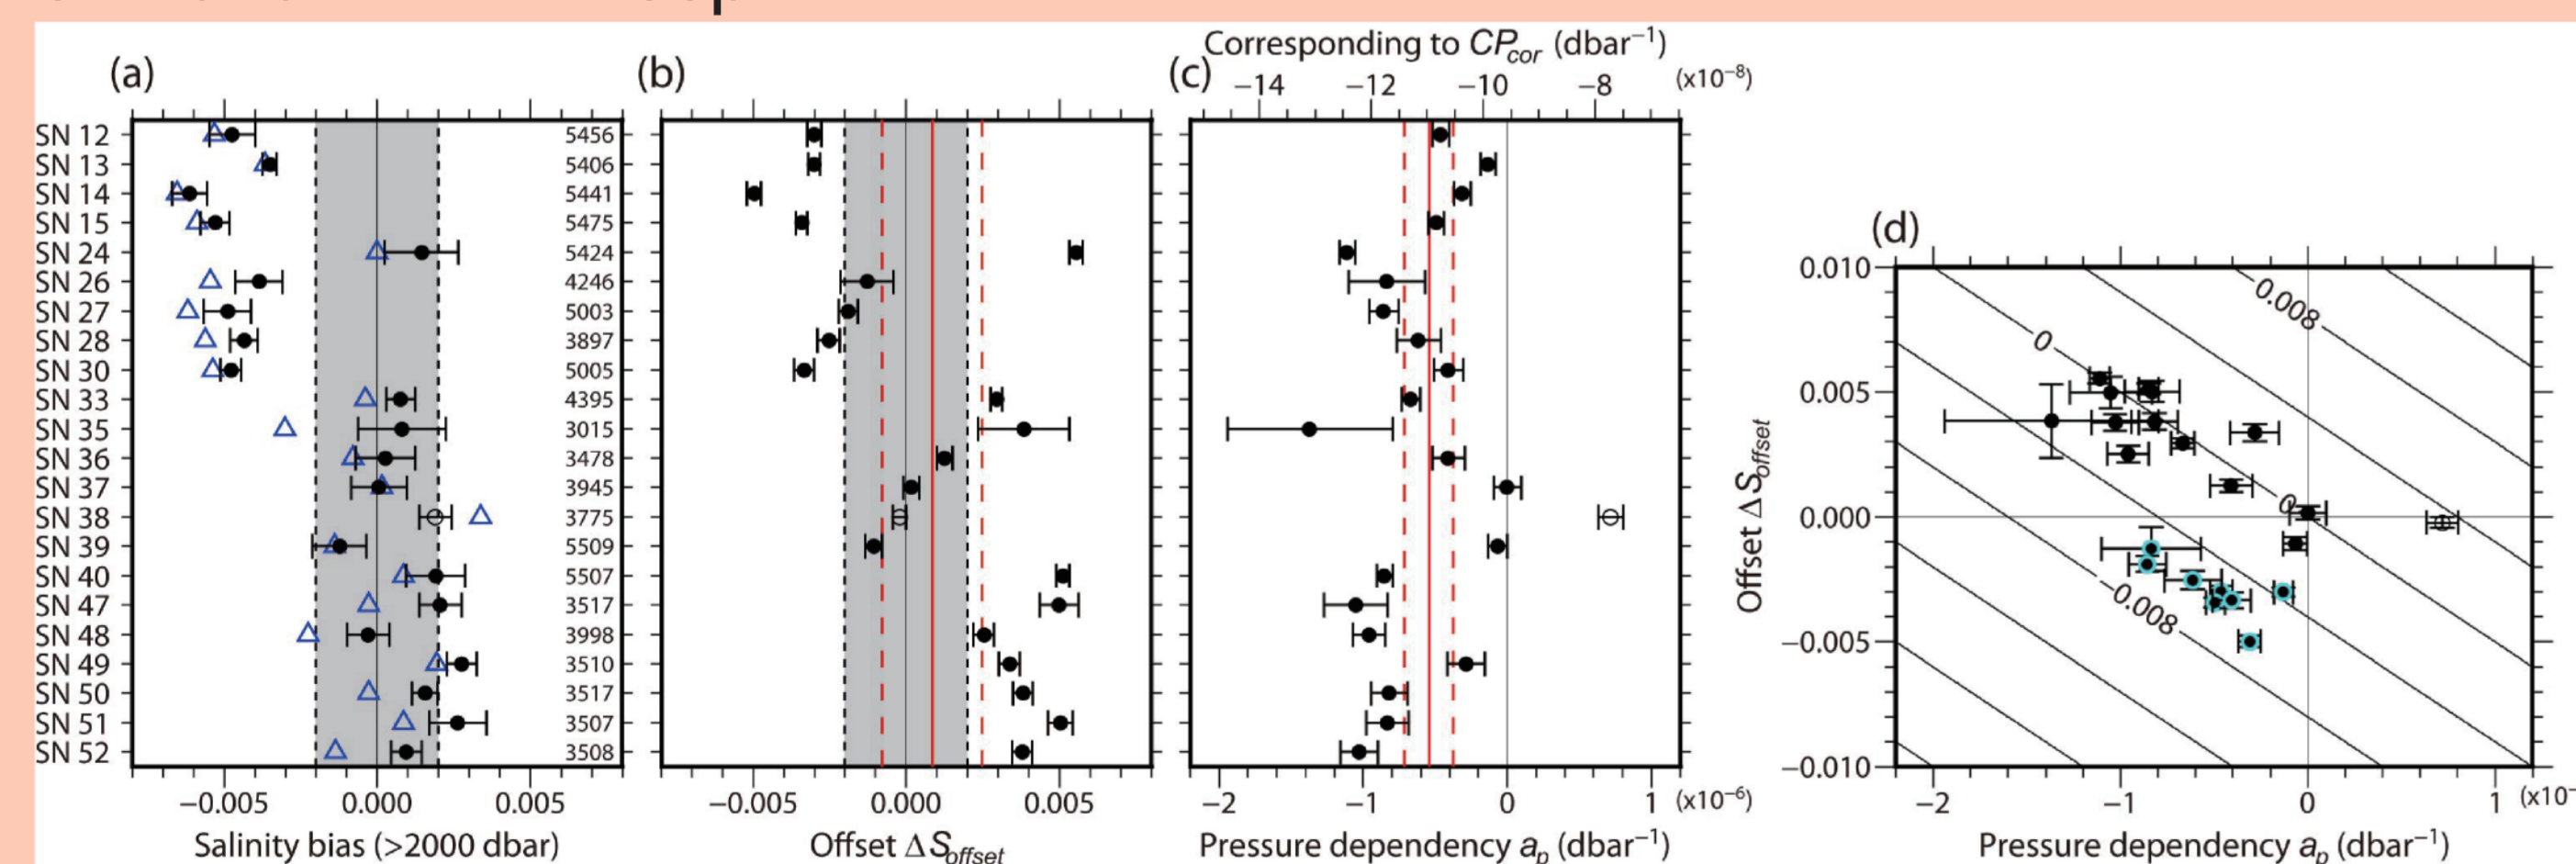 Corresponding to CPcor (dbar−1)
(a)
(b)
(c)
−14 −12 −10 −8 (x10−8)
SN 12 5456
SN 13 5406
SN 14 5441
SN 15 5475
SN 24 5424
SN 26 4246
SN 27 5003
SN 28 3897
SN 30 5005
SN 33 4395
SN 35 3015
SN 36 3478
SN 37 3945
SN 38 3775
SN 39 5509
SN 40 5507
SN 47 3517
SN 48 3998
SN 49 3510
SN 50 3517
SN 51 3507
SN 52 3508
−0.005 0.000 0.005
Salinity bias (>2000 dbar)
−0.005 0.000 0.005
Offset ΔSoffset
−2 −1 0 1 (x10−6)
Pressure dependency ap (dbar−1)
(d)
0.010
0.005
0.000
−0.005
−0.010
Offset ΔSoffset
0.008
0
0
−0.008
−2 −1 0 1 (x10−
Pressure dependency ap (dbar−1)